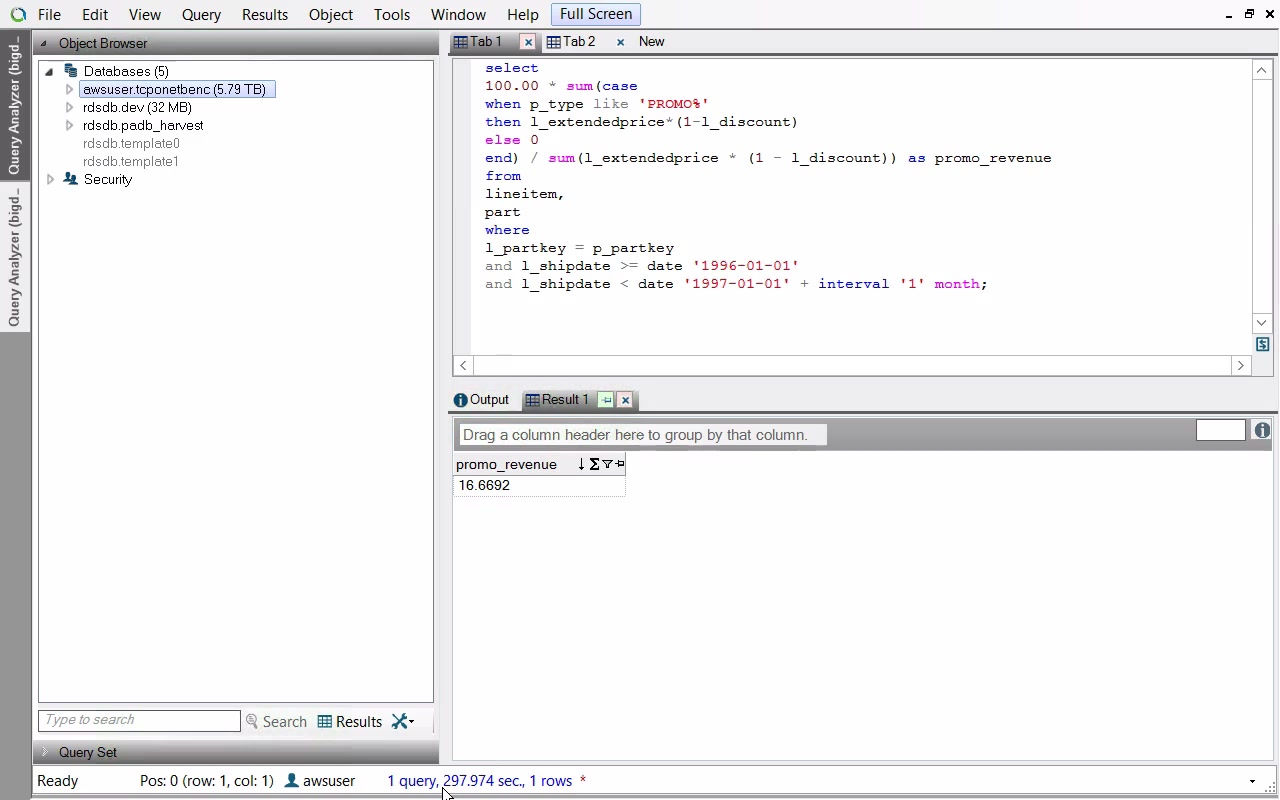 File Edit View Query Results Object Tools Window Help Full Screen
Query Analyzer (bigd_
Query Analyzer (bigd_
Object Browser
Databases (5)
awsuser.tcponetbenc (5.79 TB)
rdsdb.dev (32 MB)
rdsdb.padb_harvest
rdsdb.template0
rdsdb.template1
Security
Type to search Search Results
Query Set
Tab 1 Tab 2 New
select
100.00 * sum(case
when p_type like 'PROMO%'
then l_extendedprice*(1-l_discount)
else 0
end) / sum(l_extendedprice * (1 - l_discount)) as promo_revenue
from
lineitem,
part
where
l_partkey = p_partkey
and l_shipdate >= date '1996-01-01'
and l_shipdate < date '1997-01-01' + interval '1' month;
Output Result 1
Drag a column header here to group by that column.
promo_revenue
16.6692
Ready Pos: 0 (row: 1, col: 1) awsuser 1 query, 297.974 sec., 1 rows *